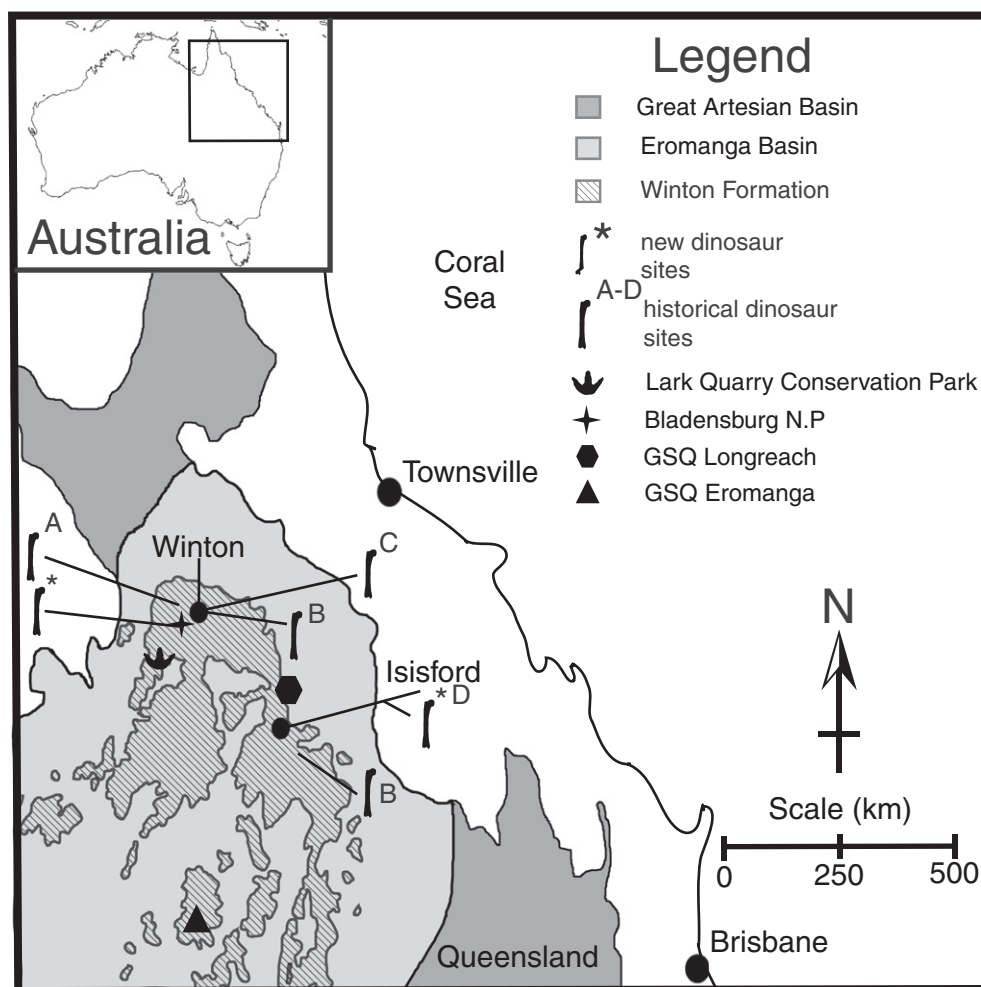 Australia
Legend
Great Artesian Basin
Eromanga Basin
Winton Formation
*
new dinosaur
sites
A-D
historical dinosaur
sites
Lark Quarry Conservation Park
Bladensburg N.P
GSQ Longreach
GSQ Eromanga
Coral
Sea
Townsville
A
Winton
C
*
B
Isisford
*D
B
N
Scale (km)
0 250 500
Queensland
Brisbane